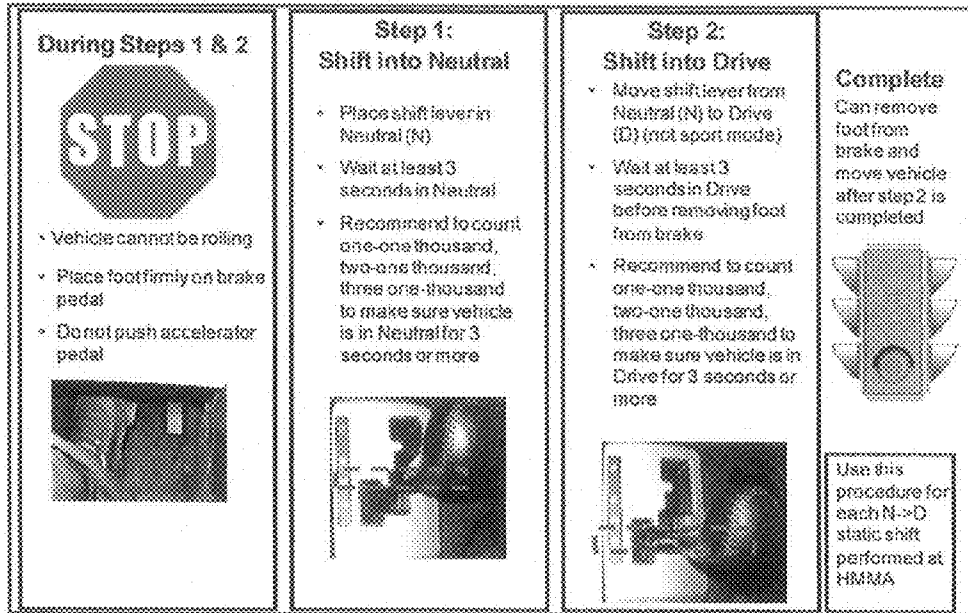 During Steps 1 & 2
STOP
• Vehicle cannot be rolling
• Place foot firmly on brake
pedal
• Do not push accelerator
pedal
Step 1:
Shift into Neutral
• Place shift lever in
Neutral (N)
• Wait at least 3
seconds in Neutral
• Recommend to count
one-one thousand,
two-one thousand,
three one-thousand
to make sure vehicle
is in Neutral for 3
seconds or more
Step 2:
Shift into Drive
• Move shift lever from
Neutral (N) to Drive
(D) (not sport mode)
• Wait at least 3
seconds in Drive
before removing foot
from brake
• Recommend to count
one-one thousand,
two-one thousand,
three one-thousand to
make sure vehicle is in
Drive for 3 seconds or
more
Complete
Can remove
foot from
brake and
move vehicle
after step 2 is
completed
Use this
procedure for
each N->D
static shift
performed at
HMMA